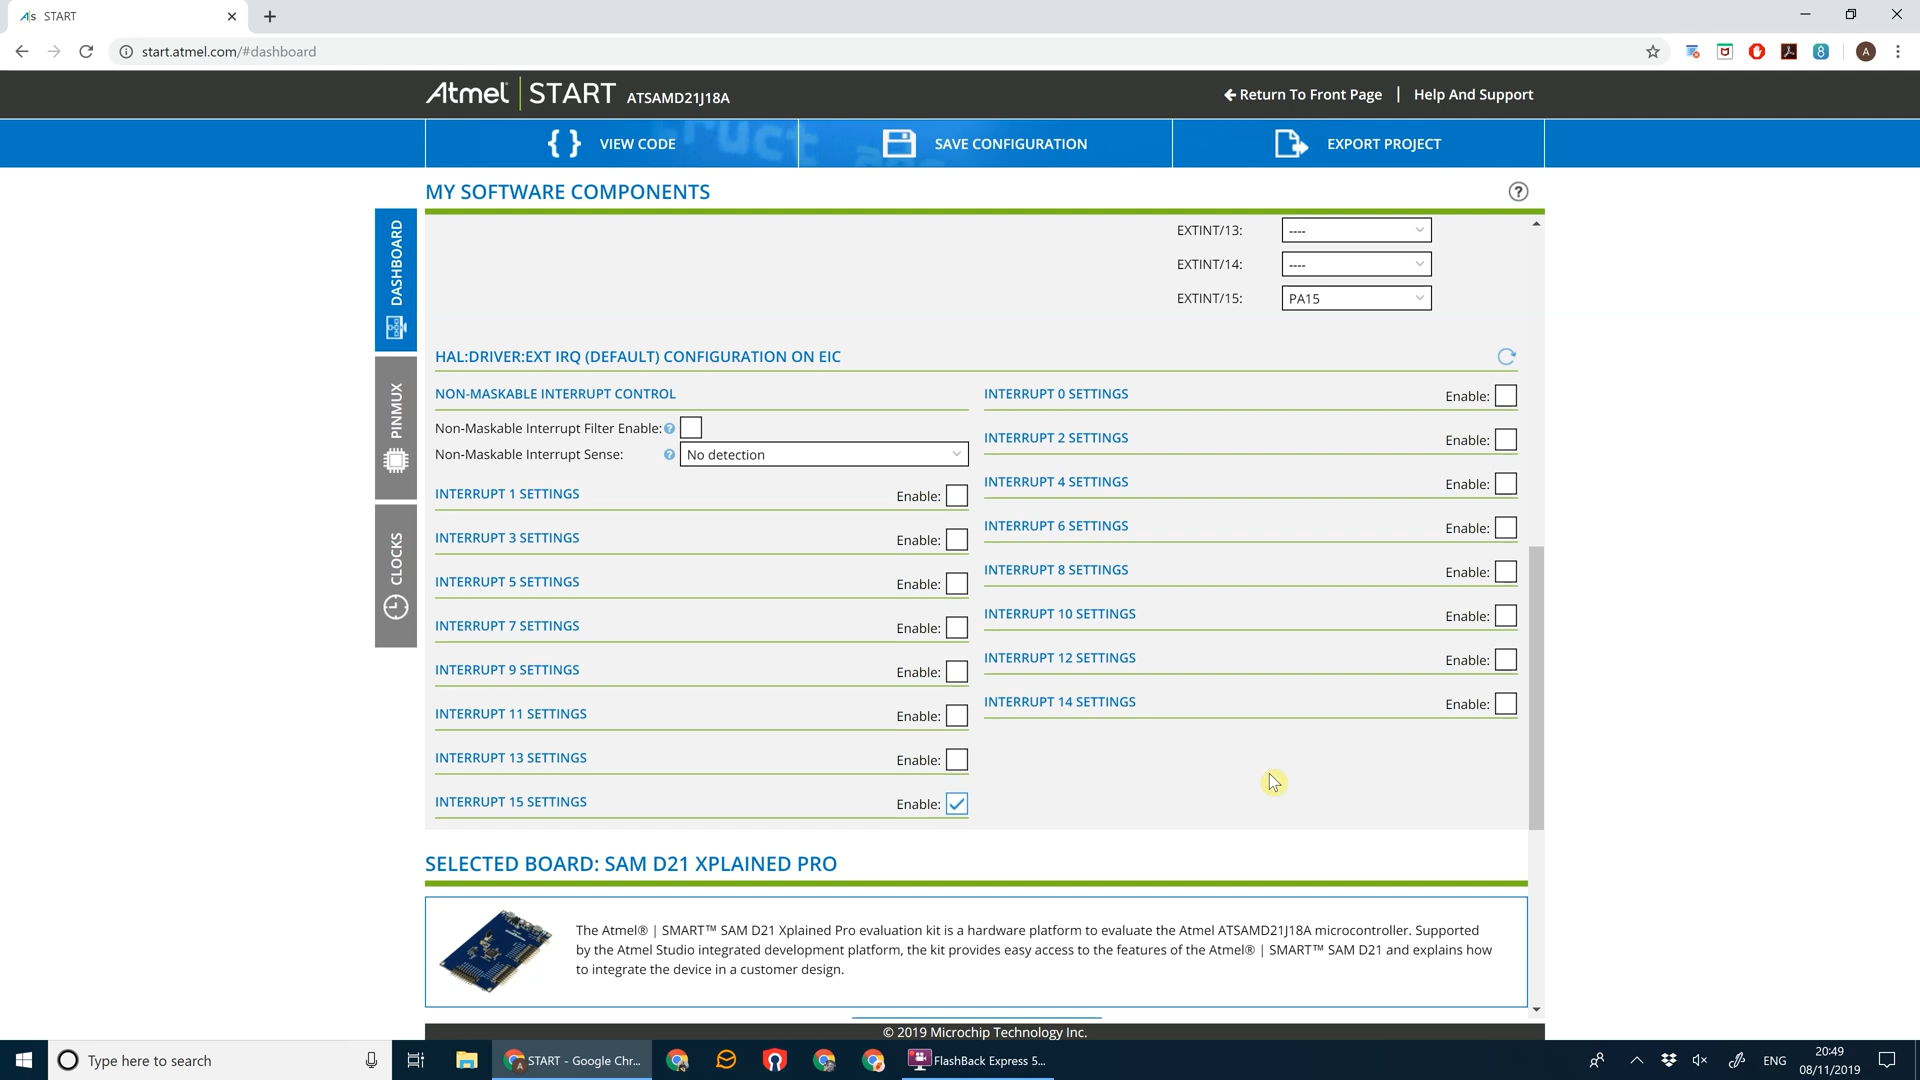 START
start.atmel.com/#dashboard
A
Atmel START ATSAMD21J18A
Return To Front Page | Help And Support
VIEW CODE
SAVE CONFIGURATION
EXPORT PROJECT
MY SOFTWARE COMPONENTS
?
DASHBOARD
PINMUX
CLOCKS
EXTINT/13: ----
EXTINT/14: ----
EXTINT/15: PA15
HAL:DRIVER:EXT IRQ (DEFAULT) CONFIGURATION ON EIC
NON-MASKABLE INTERRUPT CONTROL
Non-Maskable Interrupt Filter Enable: ?
Non-Maskable Interrupt Sense: ? No detection
INTERRUPT 1 SETTINGS Enable:
INTERRUPT 3 SETTINGS Enable:
INTERRUPT 5 SETTINGS Enable:
INTERRUPT 7 SETTINGS Enable:
INTERRUPT 9 SETTINGS Enable:
INTERRUPT 11 SETTINGS Enable:
INTERRUPT 13 SETTINGS Enable:
INTERRUPT 15 SETTINGS Enable:
INTERRUPT 0 SETTINGS Enable:
INTERRUPT 2 SETTINGS Enable:
INTERRUPT 4 SETTINGS Enable:
INTERRUPT 6 SETTINGS Enable:
INTERRUPT 8 SETTINGS Enable:
INTERRUPT 10 SETTINGS Enable:
INTERRUPT 12 SETTINGS Enable:
INTERRUPT 14 SETTINGS Enable:
SELECTED BOARD: SAM D21 XPLAINED PRO
The Atmel® | SMART™ SAM D21 Xplained Pro evaluation kit is a hardware platform to evaluate the Atmel ATSAMD21J18A microcontroller. Supported
by the Atmel Studio integrated development platform, the kit provides easy access to the features of the Atmel® | SMART™ SAM D21 and explains how
to integrate the device in a customer design.
© 2019 Microchip Technology Inc.
Type here to search
START - Google Chr...
FlashBack Express 5...
ENG
20:49
08/11/2019